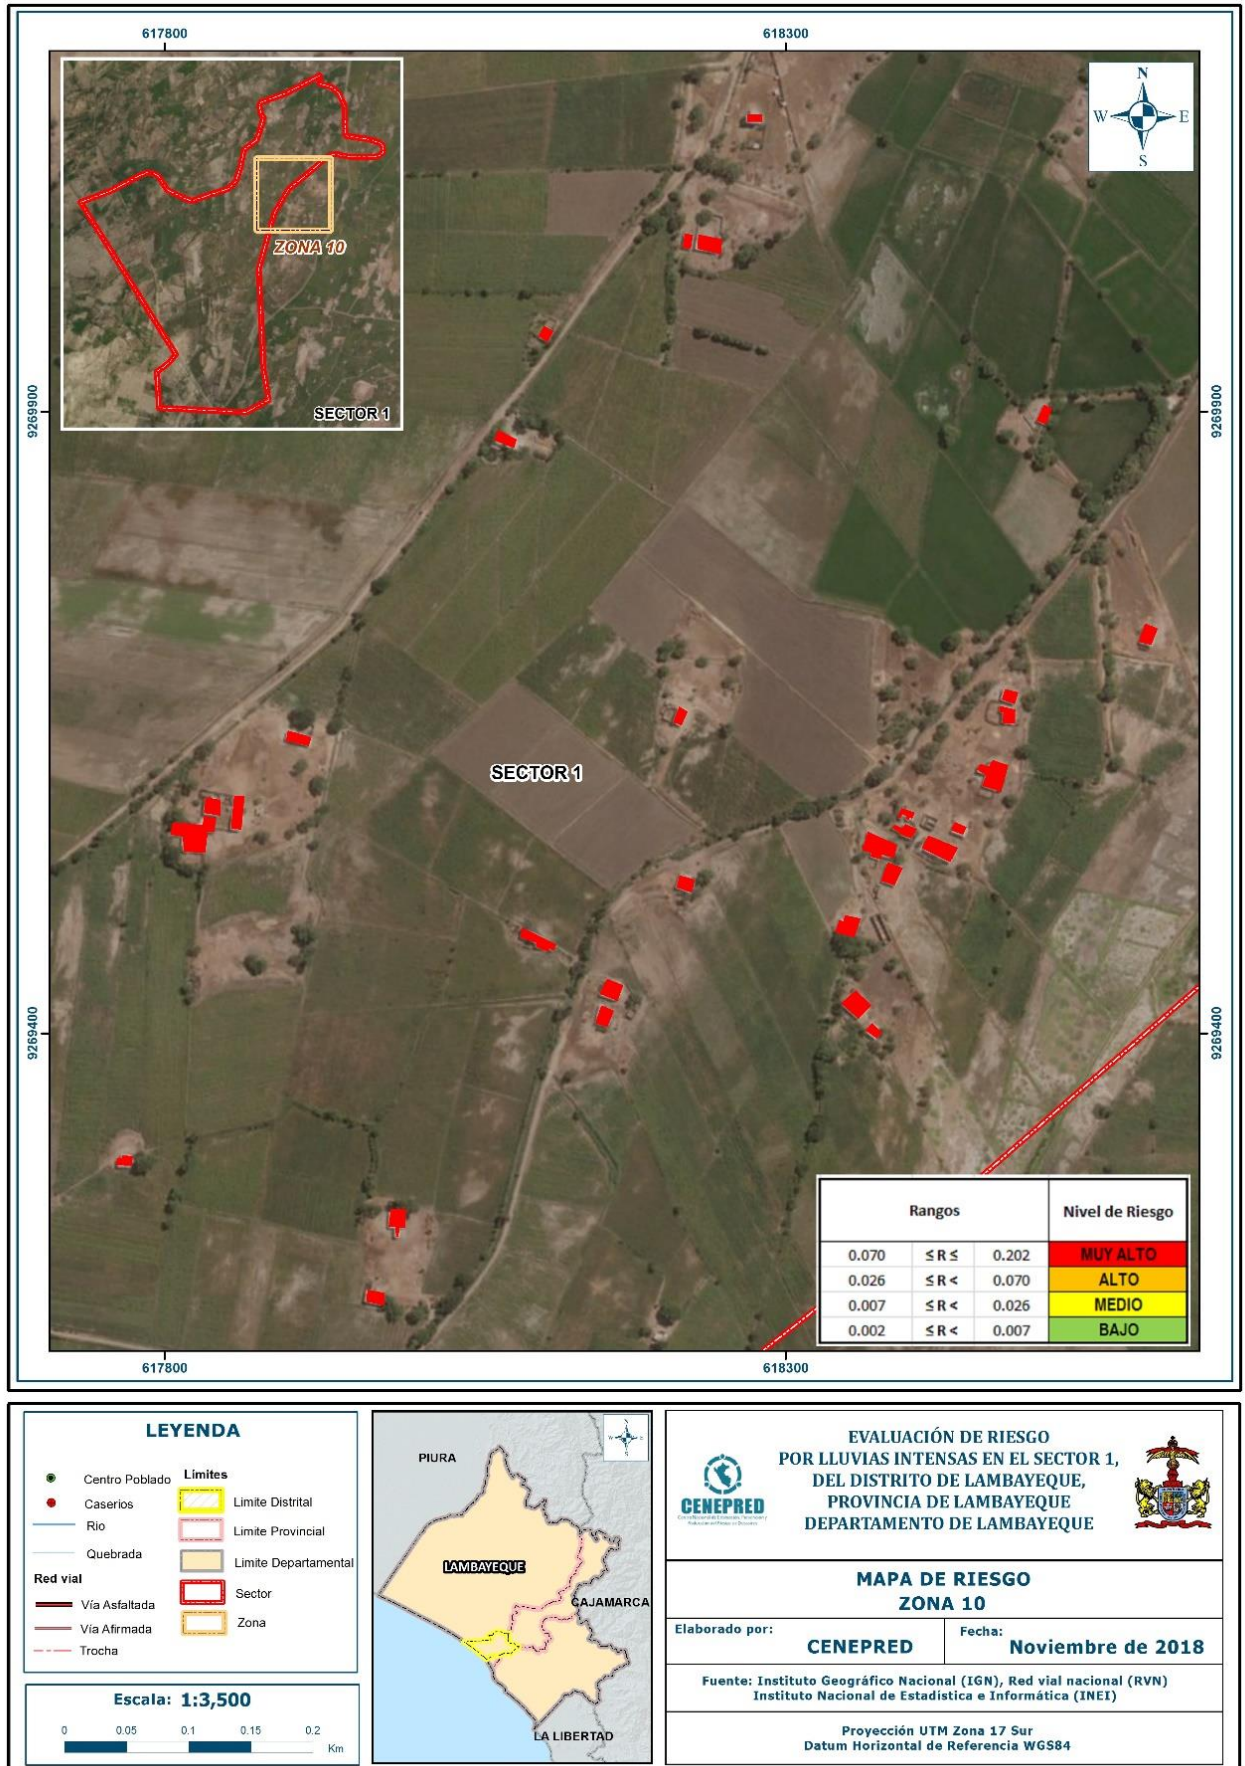 617800
618300
N
W
E
S
ZONA 10
SECTOR 1
9269900
9269900
SECTOR 1
9269400
9269400
Rangos
Nivel de Riesgo
0.070 ≤ R ≤ 0.202 MUY ALTO
0.026 ≤ R < 0.070 ALTO
0.007 ≤ R < 0.026 MEDIO
0.002 ≤ R < 0.007 BAJO
617800
618300
LEYENDA
Centro Poblado
Caserios
Rio
Quebrada
Red vial
Vía Asfaltada
Vía Afirmada
Trocha
Limites
Limite Distrital
Limite Provincial
Limite Departamental
Sector
Zona
Escala: 1:3,500
0 0.05 0.1 0.15 0.2
Km
PIURA
LAMBAYEQUE
CAJAMARCA
LA LIBERTAD
CENEPRED
EVALUACIÓN DE RIESGO
POR LLUVIAS INTENSAS EN EL SECTOR 1,
DEL DISTRITO DE LAMBAYEQUE,
PROVINCIA DE LAMBAYEQUE
DEPARTAMENTO DE LAMBAYEQUE
MAPA DE RIESGO
ZONA 10
Elaborado por:
CENEPRED
Fecha:
Noviembre de 2018
Fuente: Instituto Geográfico Nacional (IGN), Red vial nacional (RVN)
Instituto Nacional de Estadística e Informática (INEI)
Proyección UTM Zona 17 Sur
Datum Horizontal de Referencia WGS84